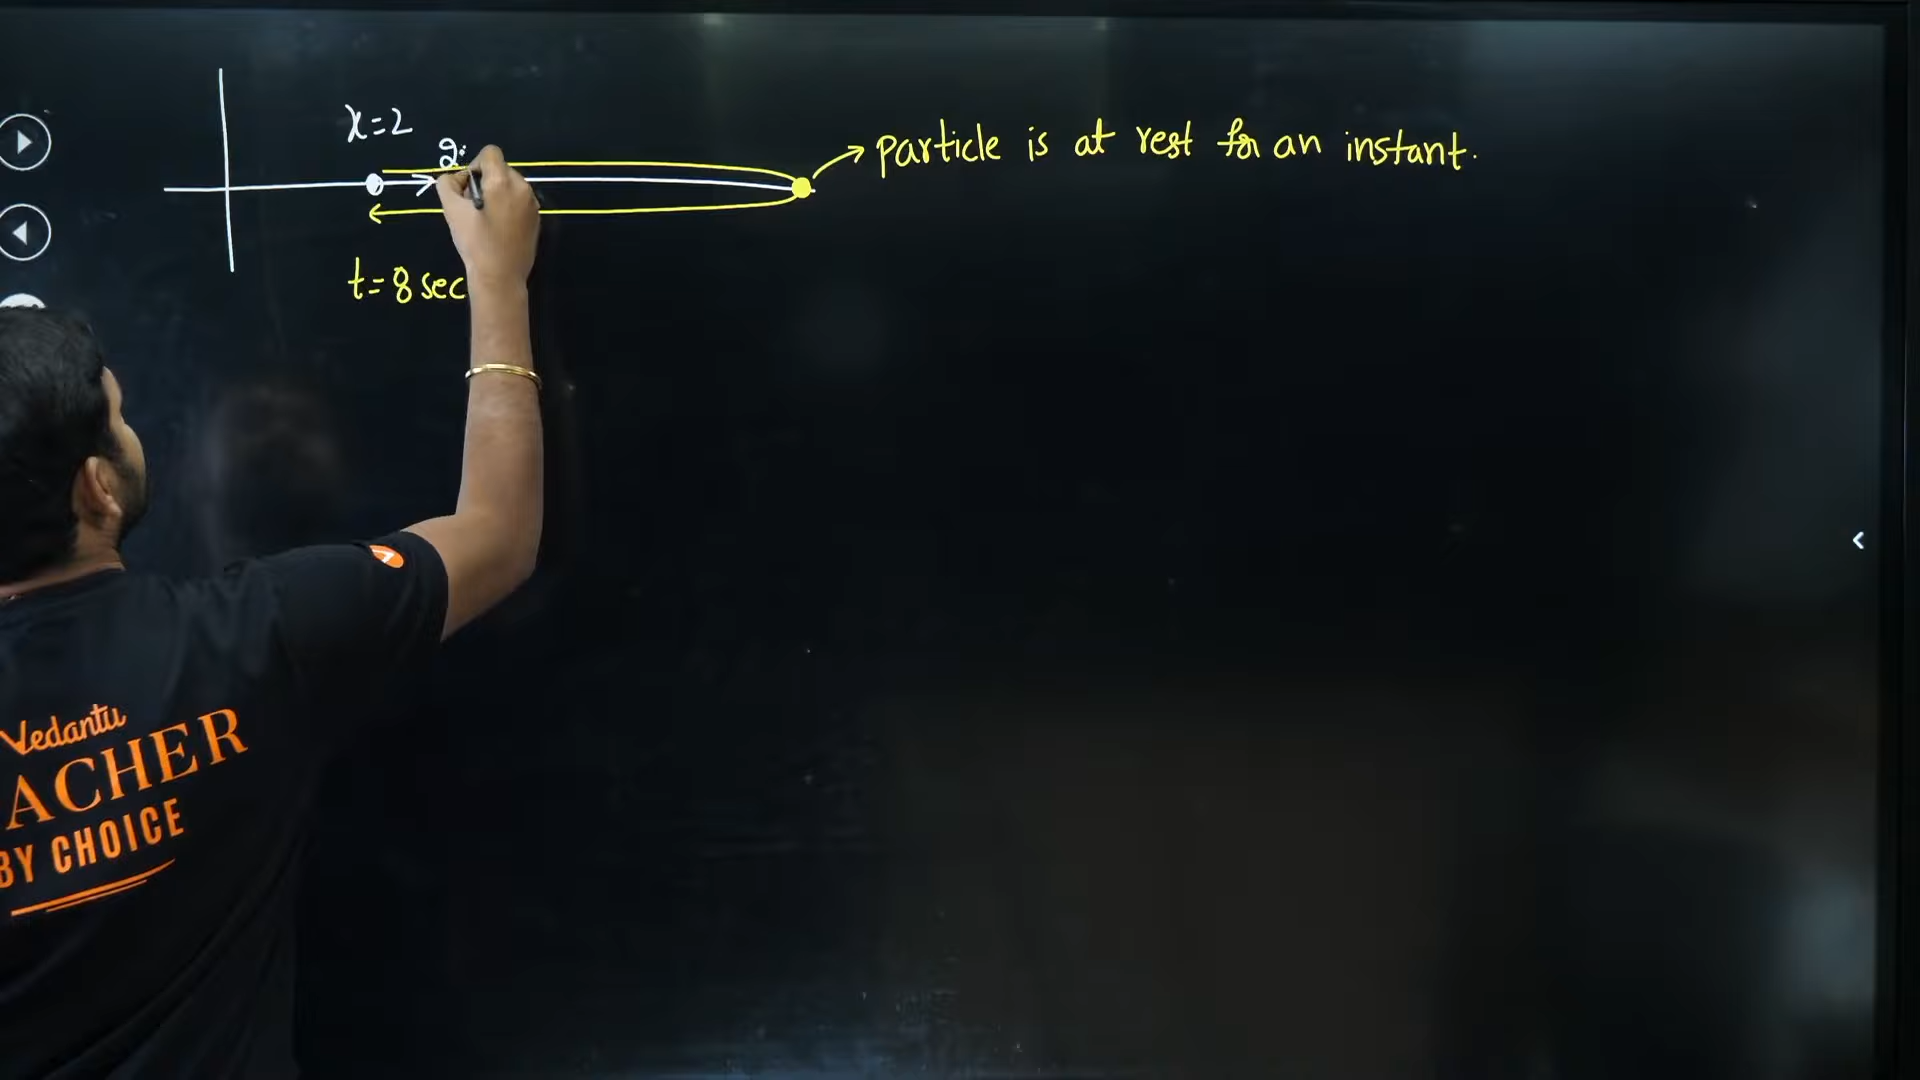 x=2
particle is at rest for an instant.
t=8 sec
Vedantu
ACHER
BY CHOICE